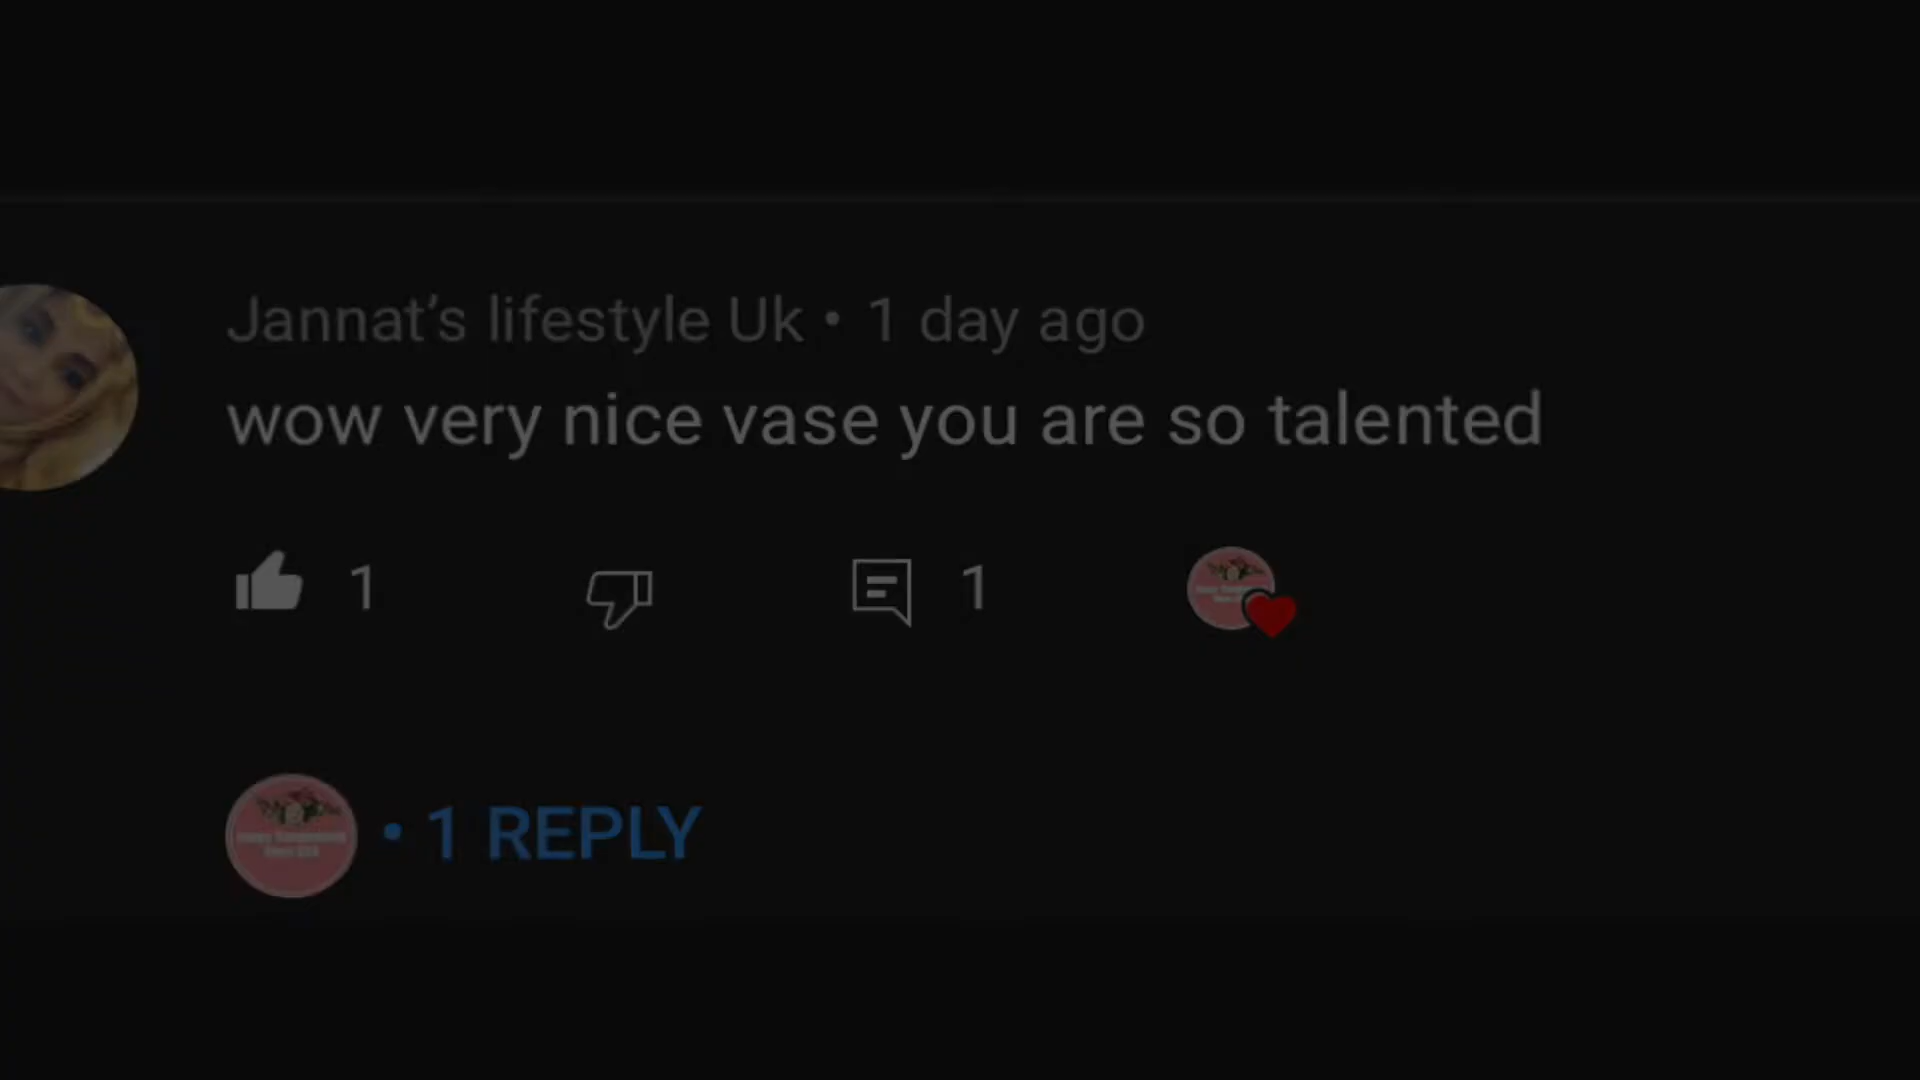 Jannat's lifestyle Uk • 1 day ago
wow very nice vase you are so talented
1
1
• 1 REPLY